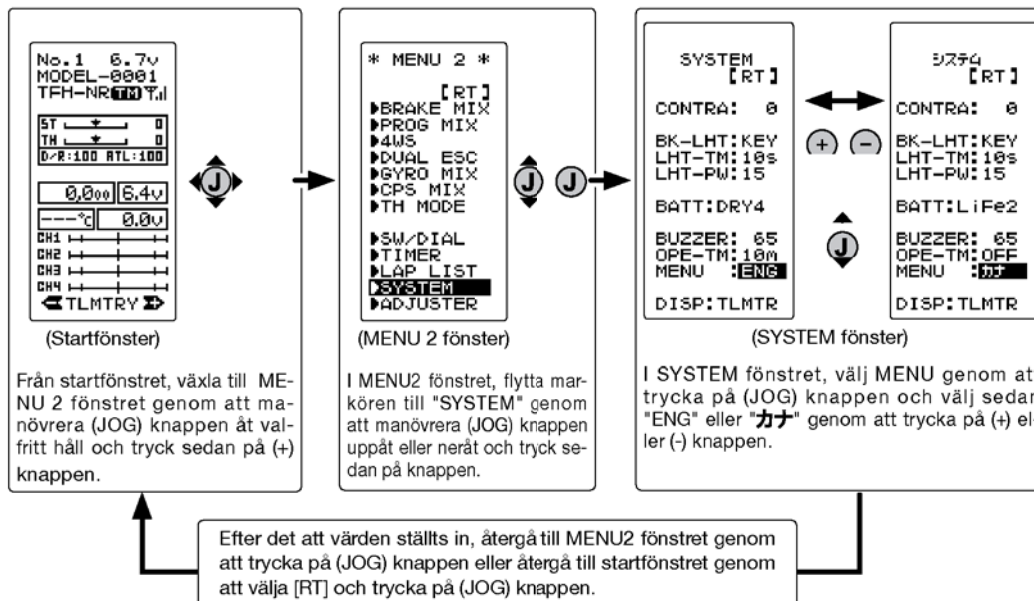 No.1 6.7v
MODEL-0001
TFH-NR TM
ST 0
TH 0
D/R:100 ATL:100
0,000 6.4v
---℃ 0.0v
CH1
CH2
CH3
CH4
TLMTRY
J
(Startfönster)
Från startfönstret, växla till ME-
NU 2 fönstret genom att ma-
növrera (JOG) knappen åt val-
fritt håll och tryck sedan på (+)
knappen.
* MENU 2 *
[RT]
BRAKE MIX
PROG MIX
4WS
DUAL ESC
GYRO MIX
CPS MIX
TH MODE
SW/DIAL
TIMER
LAP LIST
SYSTEM
ADJUSTER
J J
(MENU 2 fönster)
I MENU2 fönstret, flytta mar-
kören till "SYSTEM" genom
att manövrera (JOG) knappen
uppåt eller neråt och tryck se-
dan på knappen.
SYSTEM
[RT]
CONTRA: 0
BK-LHT:KEY
LHT-TM:10s
LHT-PW:15
BATT:DRY4
BUZZER: 65
OPE-TM:10m
MENU :ENG
DISP:TLMTR
+ -
J
システム
[RT]
CONTRA: 0
BK-LHT:KEY
LHT-TM:10s
LHT-PW:15
BATT:LiFe2
BUZZER: 65
OPE-TM:OFF
MENU :カナ
DISP:TLMTR
(SYSTEM fönster)
I SYSTEM fönstret, välj MENU genom att
trycka på (JOG) knappen och välj sedan
"ENG" eller "カナ" genom att trycka på (+) el-
ler (-) knappen.
Efter det att värden ställts in, återgå till MENU2 fönstret genom
att trycka på (JOG) knappen eller återgå till startfönstret genom
att välja [RT] och trycka på (JOG) knappen.